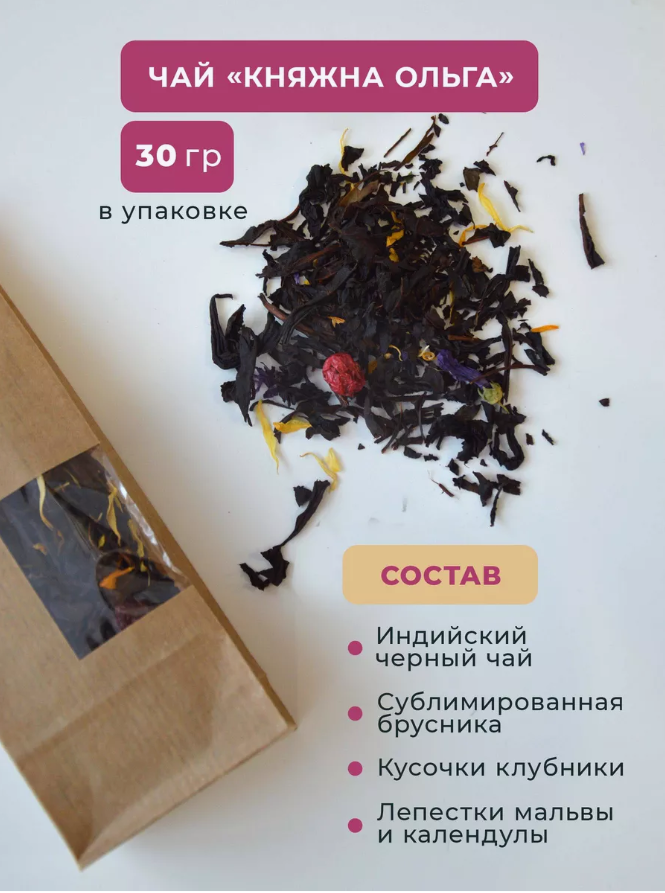 ЧАЙ «КНЯЖНА ОЛЬГА»
30 гр
в упаковке
СОСТАВ
Индийский
черный чай
Сублимированная
брусника
Кусочки клубники
Лепестки мальвы
и календулы